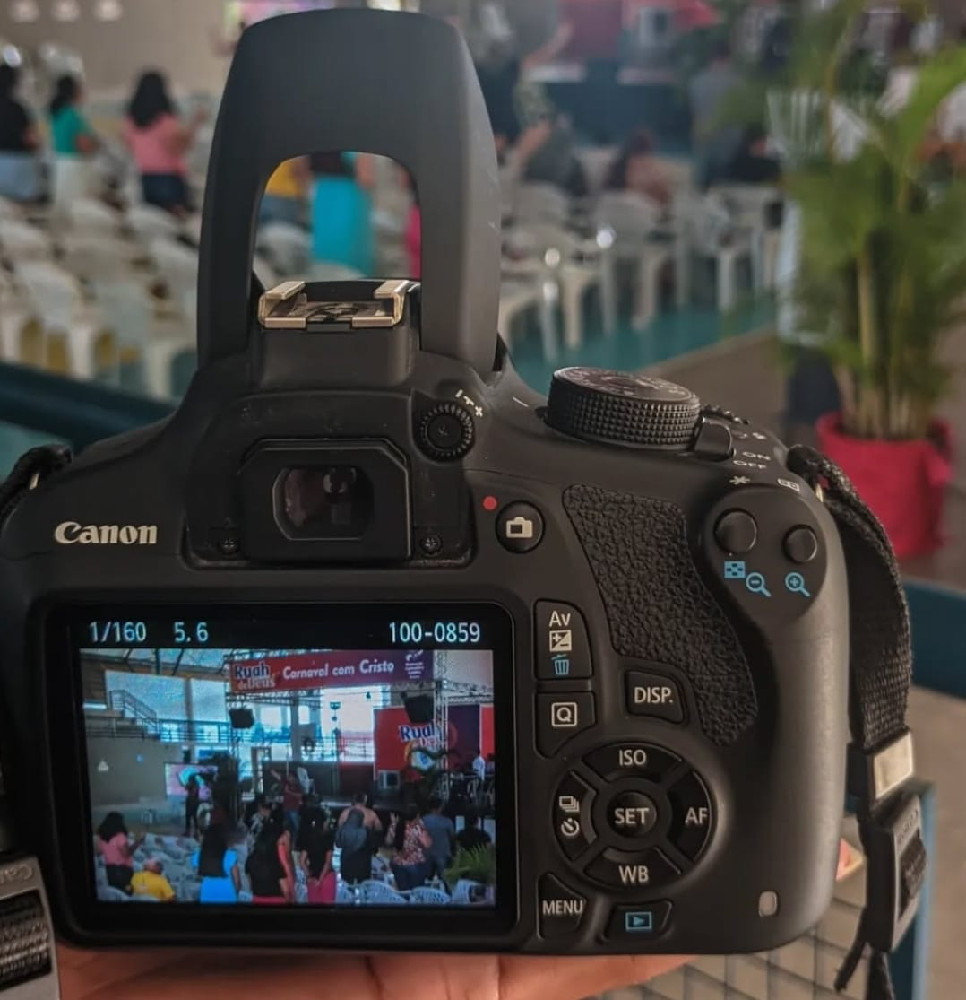 ON
OFF
Canon
1/160 5.6 100-0859
Ruah
de Deus
Carnaval com Cristo
Ruah
Av
Q
DISP.
ISO
SET
AF
WB
MENU